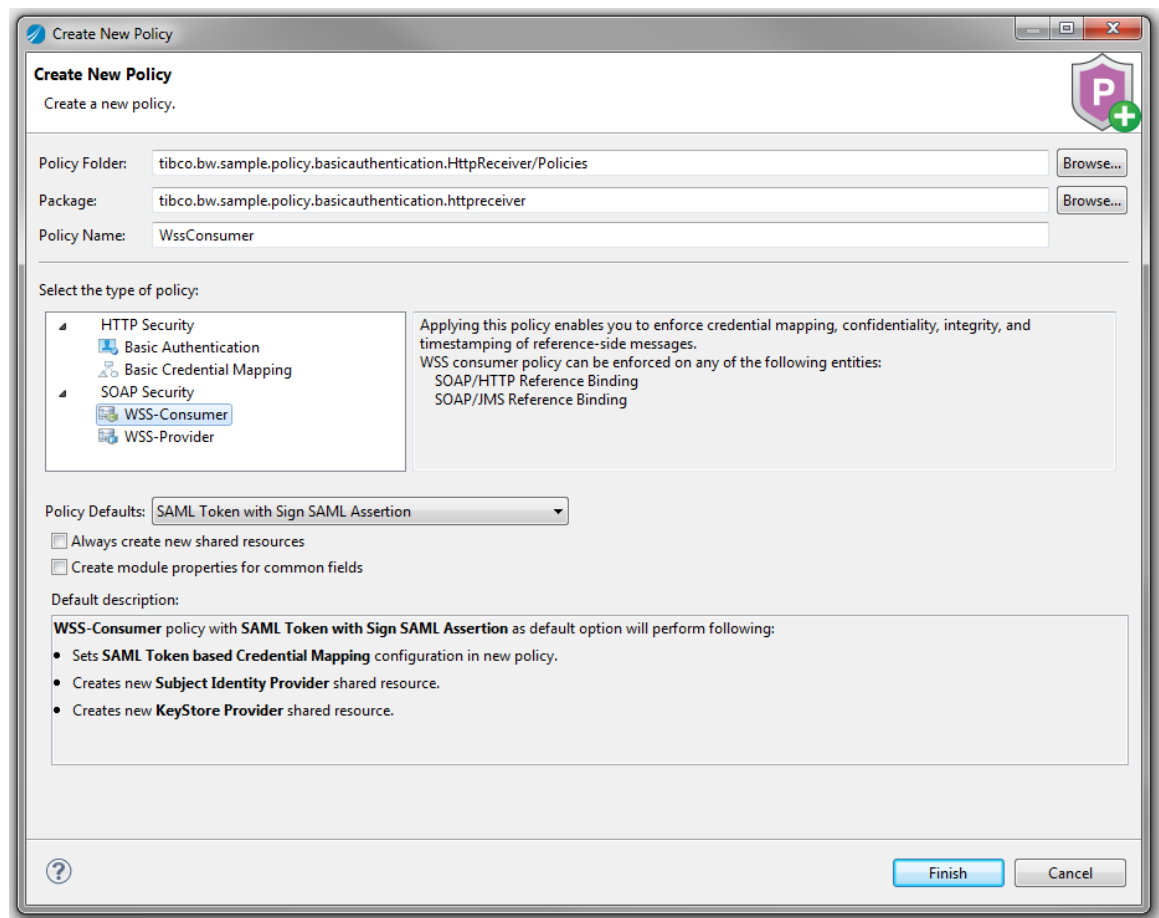 Create New Policy
Create New Policy
Create a new policy.
P
Policy Folder: tibco.bw.sample.policy.basicauthentication.HttpReceiver/Policies Browse...
Package: tibco.bw.sample.policy.basicauthentication.httpreceiver Browse...
Policy Name: WssConsumer
Select the type of policy:
HTTP Security
Basic Authentication
Basic Credential Mapping
SOAP Security
WSS-Consumer
WSS-Provider
Applying this policy enables you to enforce credential mapping, confidentiality, integrity, and
timestamping of reference-side messages.
WSS consumer policy can be enforced on any of the following entities:
SOAP/HTTP Reference Binding
SOAP/JMS Reference Binding
Policy Defaults: SAML Token with Sign SAML Assertion
Always create new shared resources
Create module properties for common fields
Default description:
WSS-Consumer policy with SAML Token with Sign SAML Assertion as default option will perform following:
• Sets SAML Token based Credential Mapping configuration in new policy.
• Creates new Subject Identity Provider shared resource.
• Creates new KeyStore Provider shared resource.
? Finish Cancel